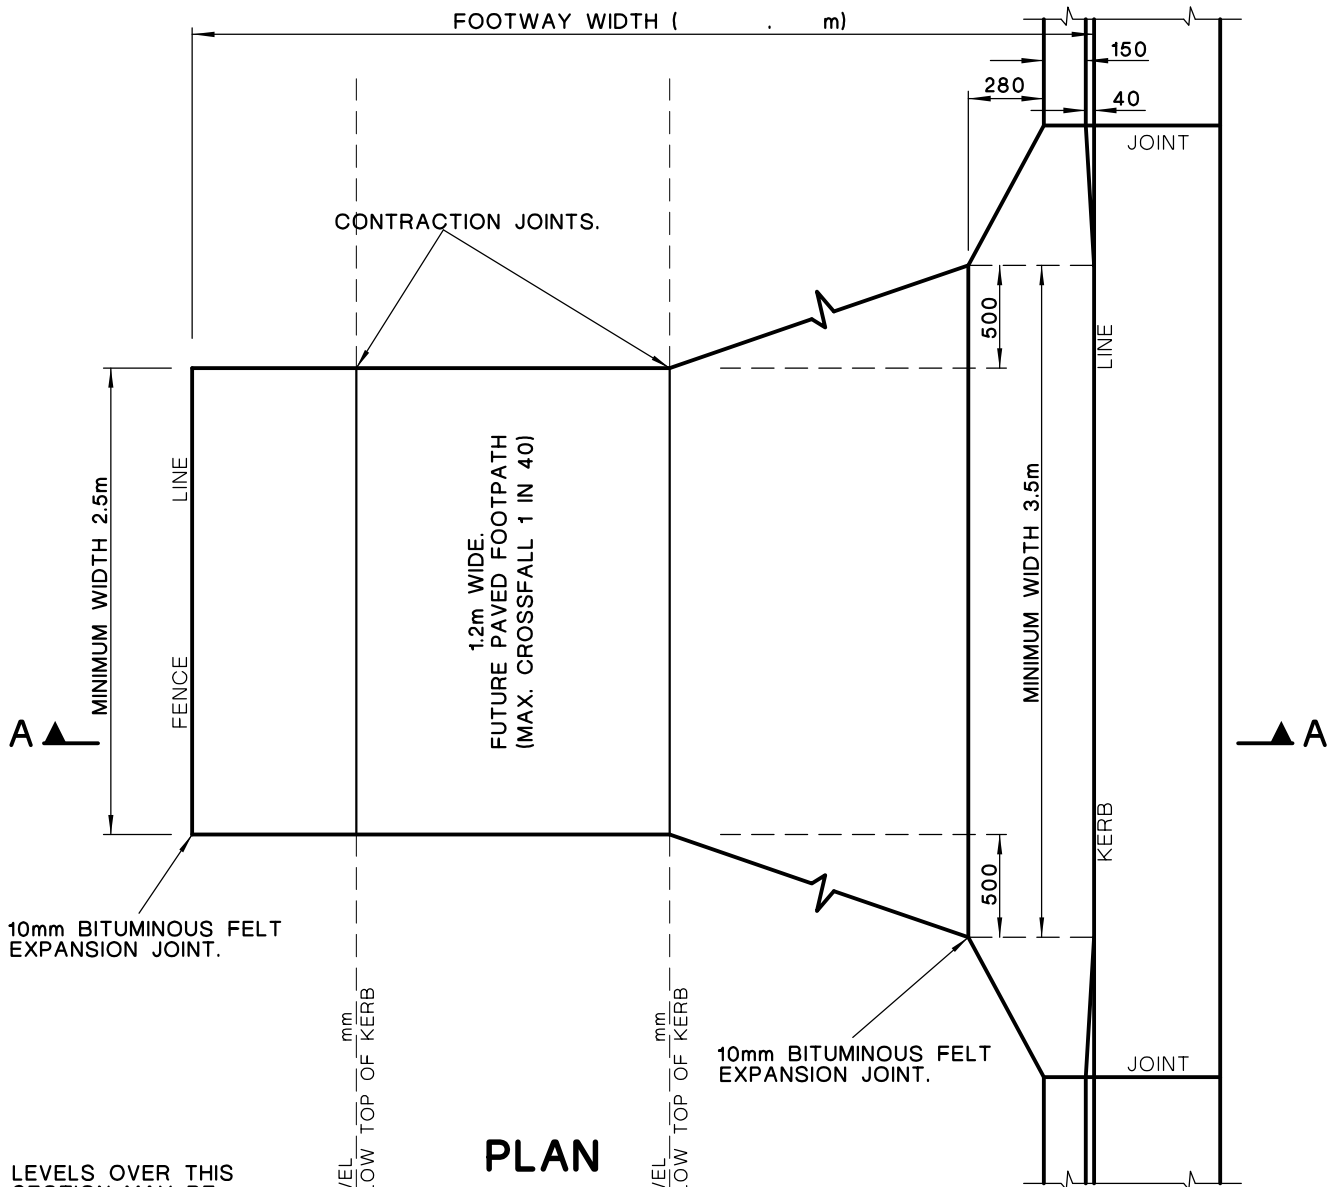 FOOTWAY WIDTH ( . m)
150
280
40
JOINT
CONTRACTION JOINTS.
500
LINE
LINE
MINIMUM WIDTH 2.5m
1.2m WIDE.
FUTURE PAVED FOOTPATH
(MAX. CROSSFALL 1 IN 40)
MINIMUM WIDTH 3.5m
FENCE
A
A
KERB
500
10mm BITUMINOUS FELT
EXPANSION JOINT.
mm
TOP OF KERB
mm
TOP OF KERB
10mm BITUMINOUS FELT
EXPANSION JOINT.
JOINT
PLAN
LEVELS OVER THIS